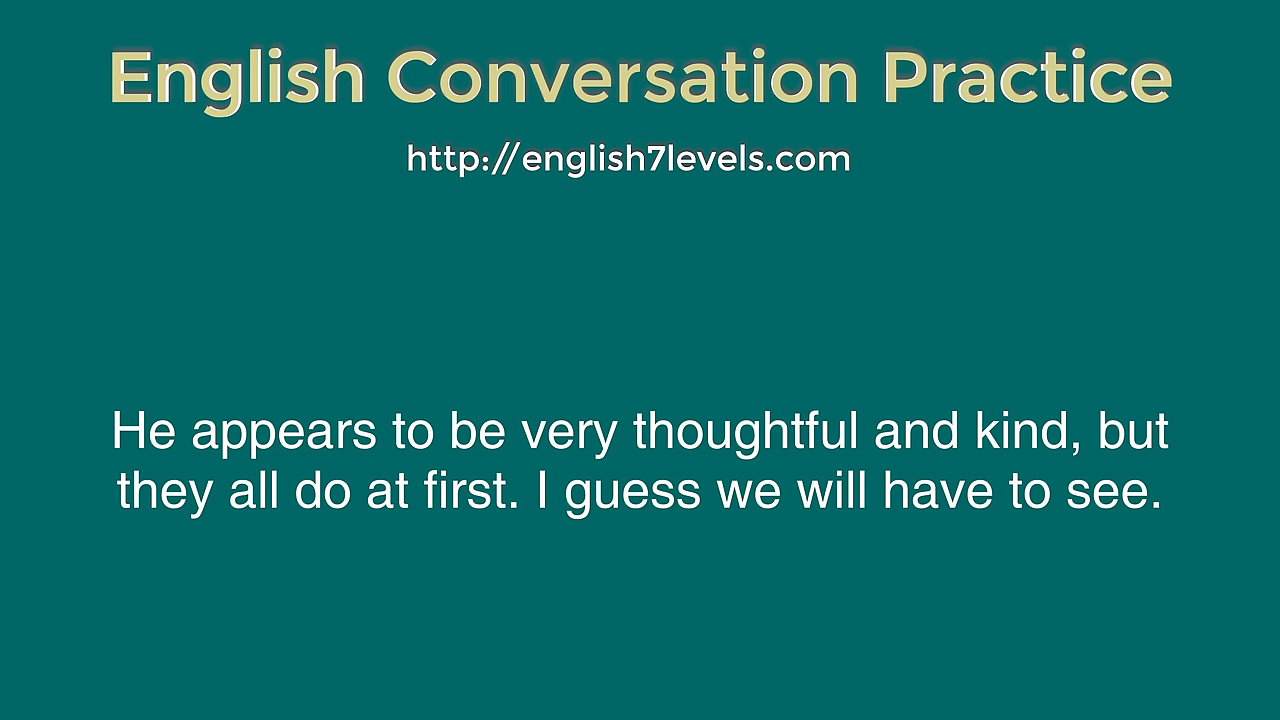 English Conversation Practice
http://english7levels.com
He appears to be very thoughtful and kind, but
they all do at first. I guess we will have to see.